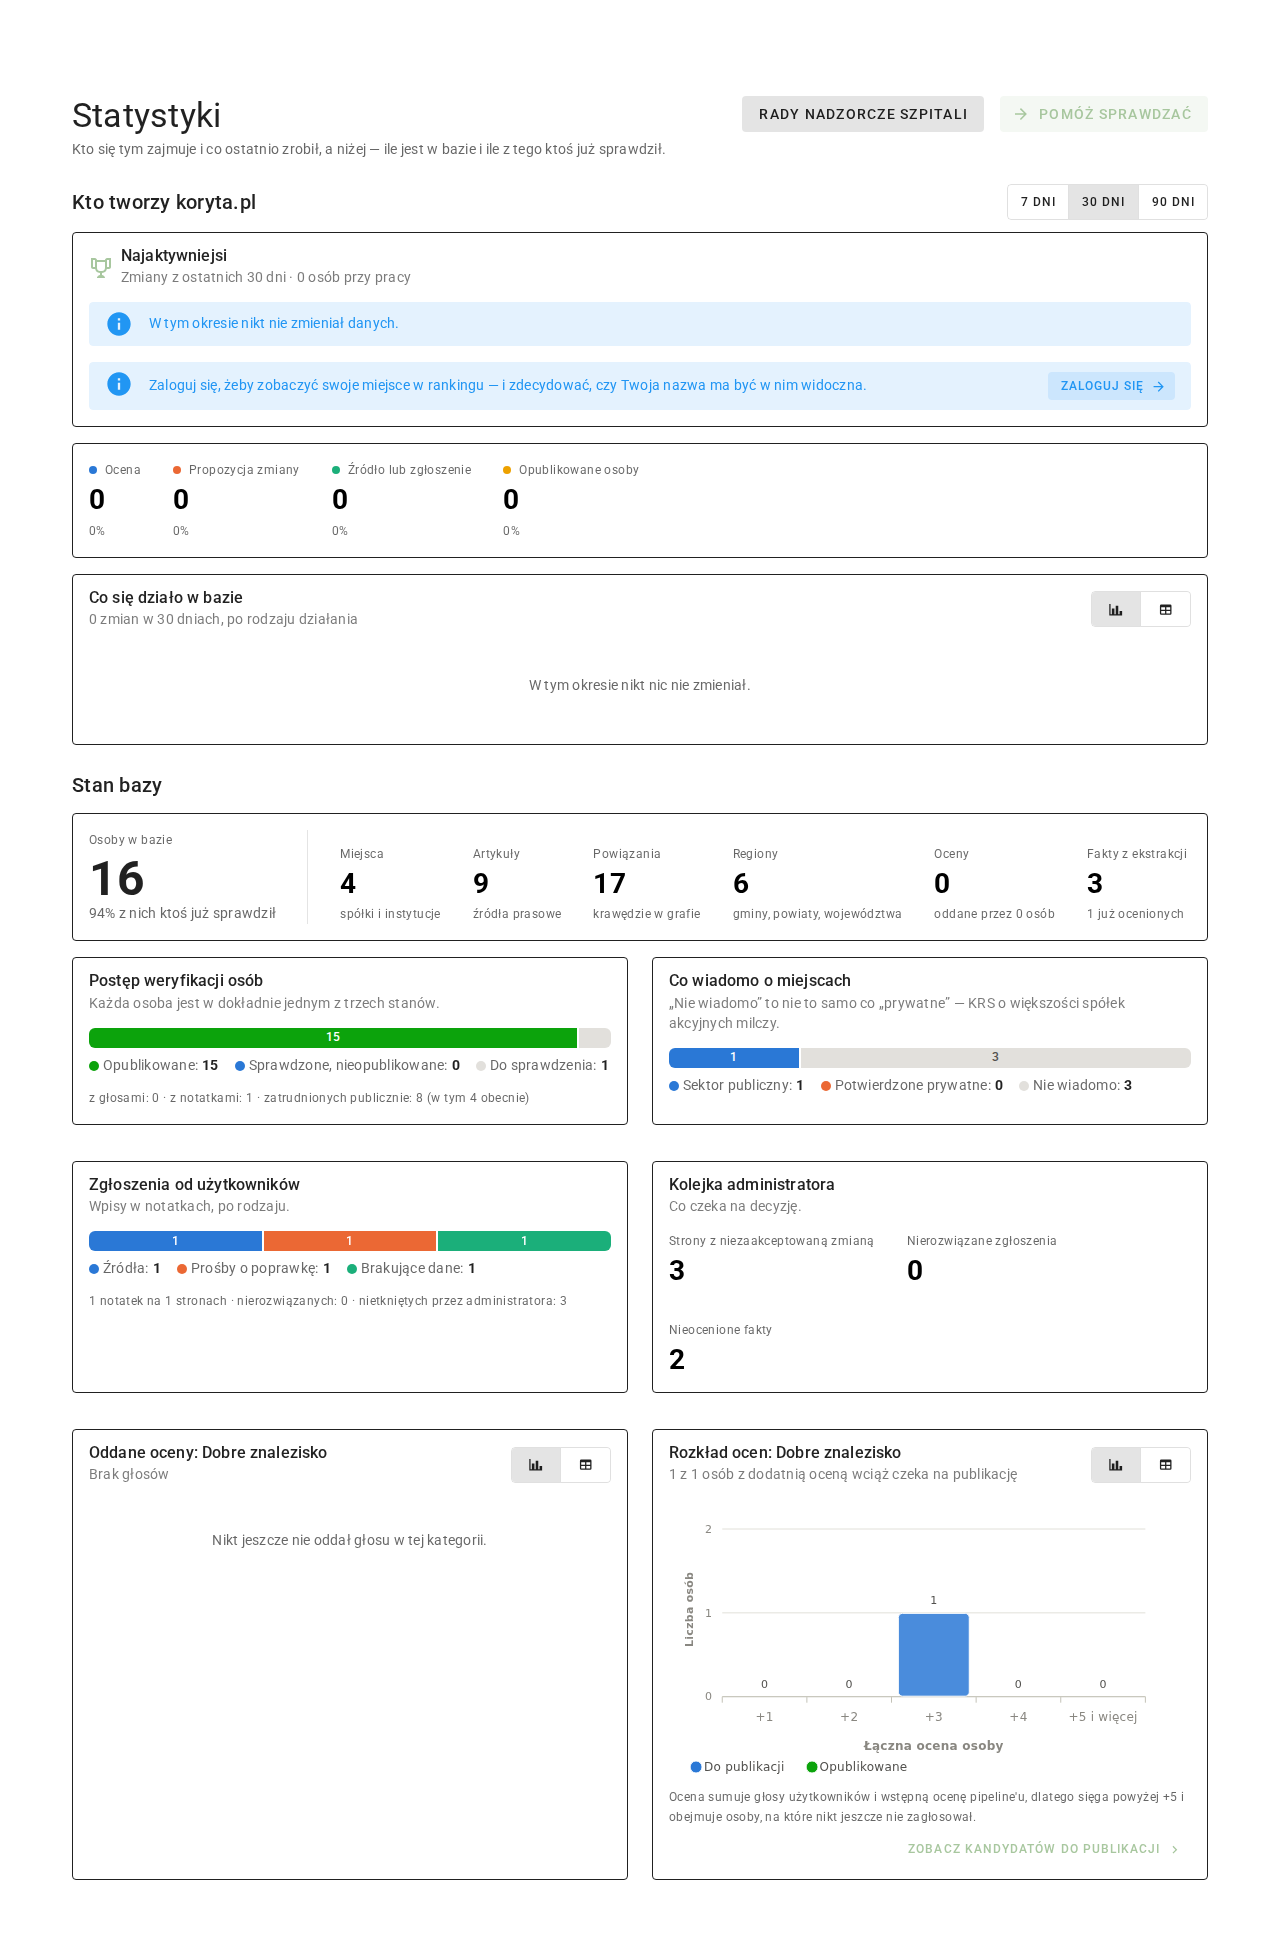 Statystyki
RADY NADZORCZE SZPITALI
POMÓŻ SPRAWDZAĆ
Kto się tym zajmuje i co ostatnio zrobił, a niżej — ile jest w bazie i ile z tego ktoś już sprawdził.
Kto tworzy koryta.pl
7 DNI
30 DNI
90 DNI
Najaktywniejsi
Zmiany z ostatnich 30 dni · 0 osób przy pracy
W tym okresie nikt nie zmieniał danych.
Zaloguj się, żeby zobaczyć swoje miejsce w rankingu — i zdecydować, czy Twoja nazwa ma być w nim widoczna.
ZALOGUJ SIĘ
Ocena
0
0%
Propozycja zmiany
0
0%
Źródło lub zgłoszenie
0
0%
Opublikowane osoby
0
0%
Co się działo w bazie
0 zmian w 30 dniach, po rodzaju działania
W tym okresie nikt nic nie zmieniał.
Stan bazy
Osoby w bazie
16
94% z nich ktoś już sprawdził
Miejsca
4
spółki i instytucje
Artykuły
9
źródła prasowe
Powiązania
17
krawędzie w grafie
Regiony
6
gminy, powiaty, województwa
Oceny
0
oddane przez 0 osób
Fakty z ekstrakcji
3
1 już ocenionych
Postęp weryfikacji osób
Każda osoba jest w dokładnie jednym z trzech stanów.
15
Opublikowane: 15
Sprawdzone, nieopublikowane: 0
Do sprawdzenia: 1
z głosami: 0 · z notatkami: 1 · zatrudnionych publicznie: 8 (w tym 4 obecnie)
Co wiadomo o miejscach
„Nie wiadomo” to nie to samo co „prywatne” — KRS o większości spółek
akcyjnych milczy.
1
3
Sektor publiczny: 1
Potwierdzone prywatne: 0
Nie wiadomo: 3
Zgłoszenia od użytkowników
Wpisy w notatkach, po rodzaju.
1
1
1
Źródła: 1
Prośby o poprawkę: 1
Brakujące dane: 1
1 notatek na 1 stronach · nierozwiązanych: 0 · nietkniętych przez administratora: 3
Kolejka administratora
Co czeka na decyzję.
Strony z niezaakceptowaną zmianą
3
Nierozwiązane zgłoszenia
0
Nieocenione fakty
2
Oddane oceny: Dobre znalezisko
Brak głosów
Nikt jeszcze nie oddał głosu w tej kategorii.
Rozkład ocen: Dobre znalezisko
1 z 1 osób z dodatnią oceną wciąż czeka na publikację
Liczba osób
2
1
0
0
0
1
0
0
+1
+2
+3
+4
+5 i więcej
Łączna ocena osoby
Do publikacji
Opublikowane
Ocena sumuje głosy użytkowników i wstępną ocenę pipeline'u, dlatego sięga powyżej +5 i
obejmuje osoby, na które nikt jeszcze nie zagłosował.
ZOBACZ KANDYDATÓW DO PUBLIKACJI